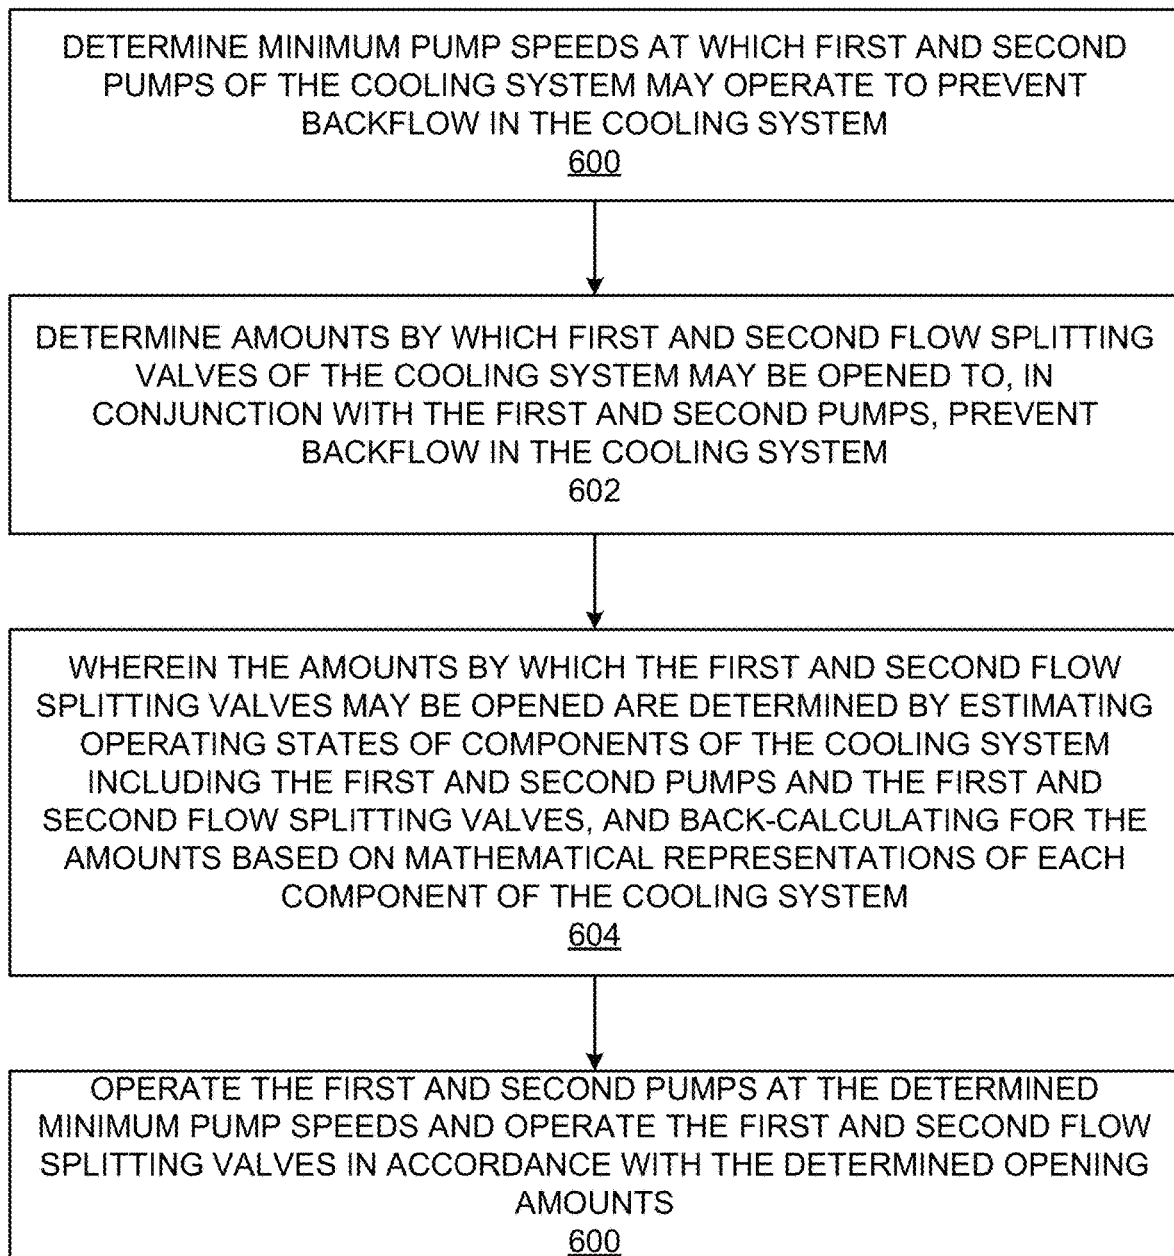 DETERMINE MINIMUM PUMP SPEEDS AT WHICH FIRST AND SECOND
PUMPS OF THE COOLING SYSTEM MAY OPERATE TO PREVENT
BACKFLOW IN THE COOLING SYSTEM
600
DETERMINE AMOUNTS BY WHICH FIRST AND SECOND FLOW SPLITTING
VALVES OF THE COOLING SYSTEM MAY BE OPENED TO, IN
CONJUNCTION WITH THE FIRST AND SECOND PUMPS, PREVENT
BACKFLOW IN THE COOLING SYSTEM
602
WHEREIN THE AMOUNTS BY WHICH THE FIRST AND SECOND FLOW
SPLITTING VALVES MAY BE OPENED ARE DETERMINED BY ESTIMATING
OPERATING STATES OF COMPONENTS OF THE COOLING SYSTEM
INCLUDING THE FIRST AND SECOND PUMPS AND THE FIRST AND
SECOND FLOW SPLITTING VALVES, AND BACK-CALCULATING FOR THE
AMOUNTS BASED ON MATHEMATICAL REPRESENTATIONS OF EACH
COMPONENT OF THE COOLING SYSTEM
604
OPERATE THE FIRST AND SECOND PUMPS AT THE DETERMINED
MINIMUM PUMP SPEEDS AND OPERATE THE FIRST AND SECOND FLOW
SPLITTING VALVES IN ACCORDANCE WITH THE DETERMINED OPENING
AMOUNTS
600